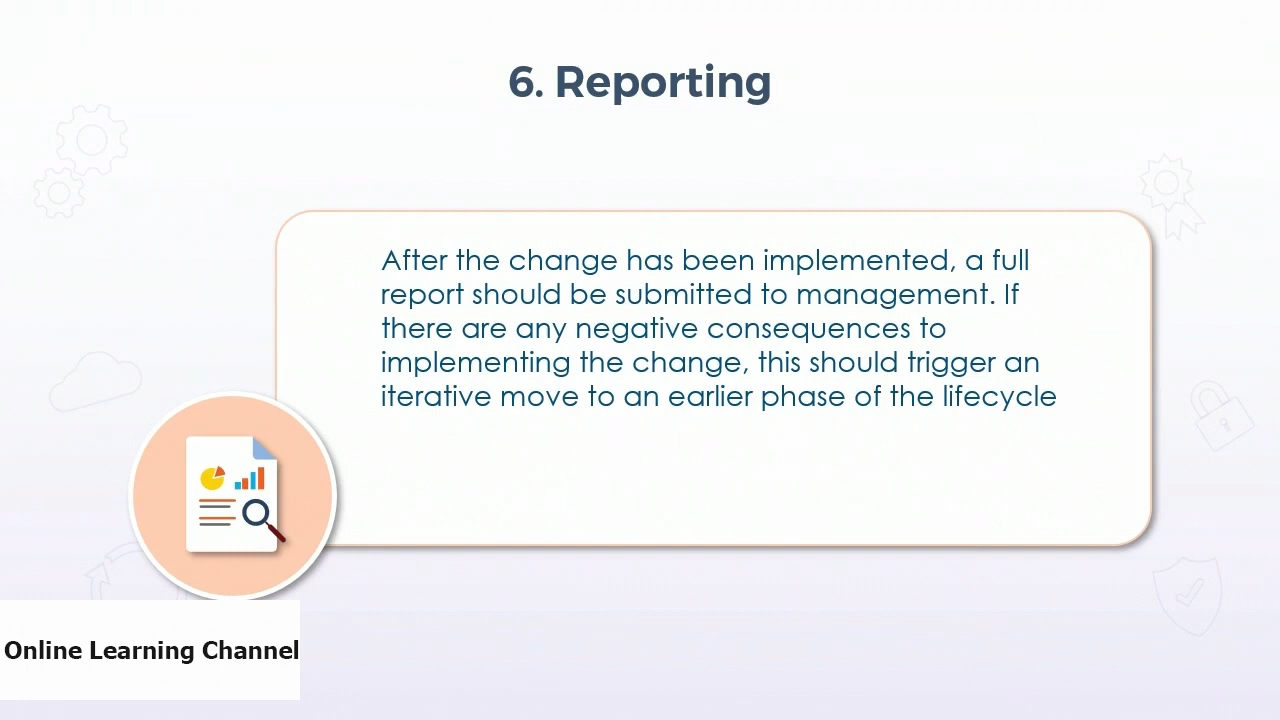 6. Reporting
After the change has been implemented, a full
report should be submitted to management. If
there are any negative consequences to
implementing the change, this should trigger an
iterative move to an earlier phase of the lifecycle
Online Learning Channel